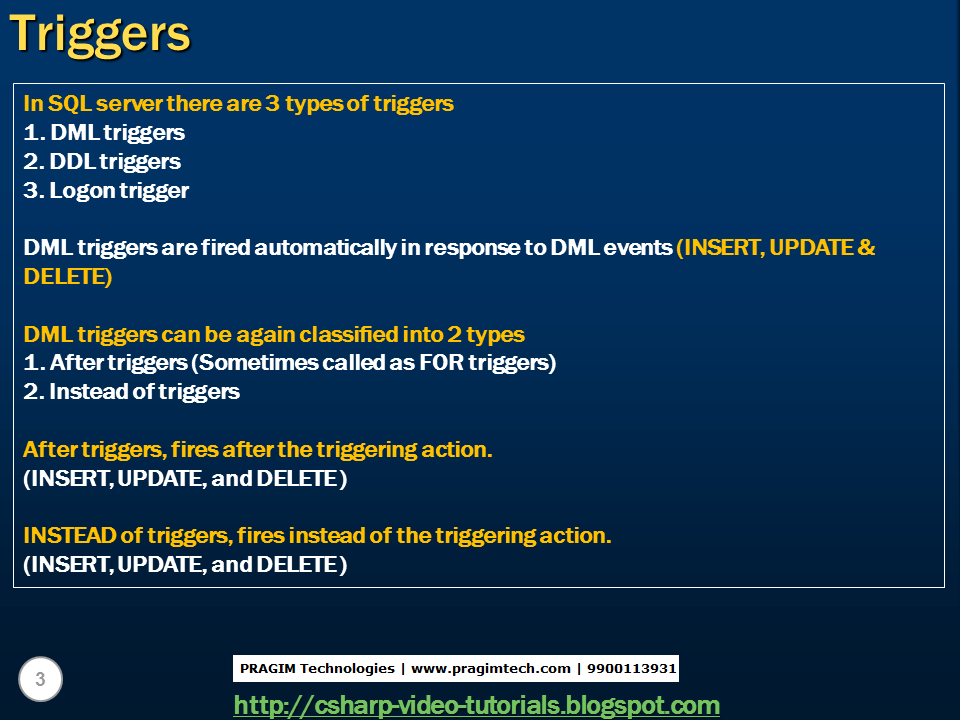 Triggers
In SQL server there are 3 types of triggers
1. DML triggers
2. DDL triggers
3. Logon trigger
DML triggers are fired automatically in response to DML events (INSERT, UPDATE &
DELETE)
DML triggers can be again classified into 2 types
1. After triggers (Sometimes called as FOR triggers)
2. Instead of triggers
After triggers, fires after the triggering action.
(INSERT, UPDATE, and DELETE )
INSTEAD of triggers, fires instead of the triggering action.
(INSERT, UPDATE, and DELETE )
3
PRAGIM Technologies | www.pragimtech.com | 9900113931
http://csharp-video-tutorials.blogspot.com